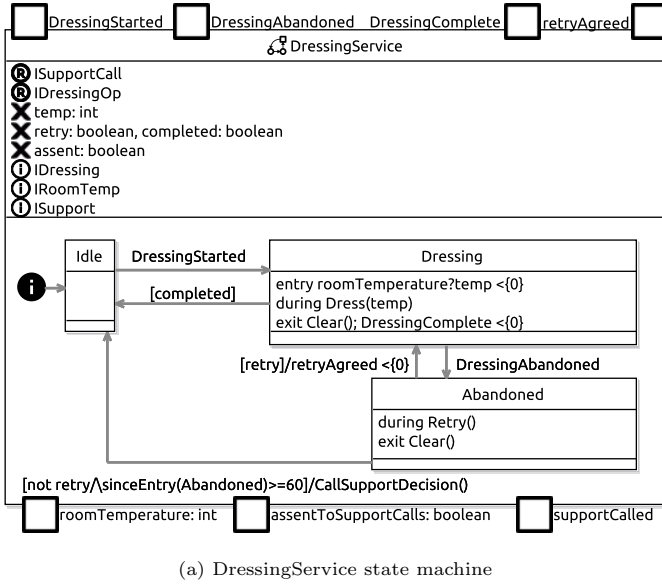 DressingStarted DressingAbandoned DressingComplete retryAgreed
DressingService
R ISupportCall
R IDressingOp
temp: int
retry: boolean, completed: boolean
assent: boolean
i IDressing
i IRoomTemp
i ISupport
i
Idle
DressingStarted
[completed]
Dressing
entry roomTemperature?temp <{0}
during Dress(temp)
exit Clear(); DressingComplete <{0}
[retry]/retryAgreed <{0}
DressingAbandoned
Abandoned
during Retry()
exit Clear()
[not retry/\sinceEntry(Abandoned)>=60]/CallSupportDecision()
roomTemperature: int assentToSupportCalls: boolean supportCalled
(a) DressingService state machine